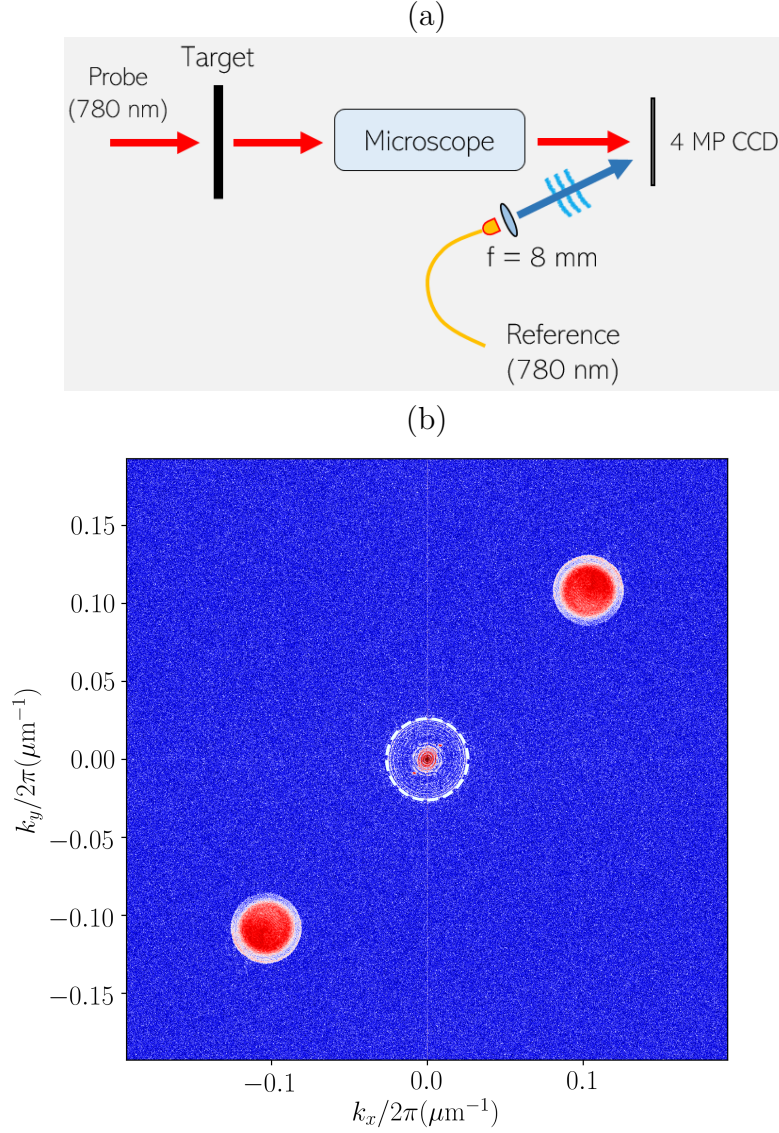 (a)
Target
Probe
(780 nm)
Microscope
4 MP CCD
f = 8 mm
Reference
(780 nm)
(b)
0.15
0.10
0.05
0.00
−0.05
−0.10
−0.15
k_y/2π(μm⁻¹)
−0.1
0.0
0.1
k_x/2π(μm⁻¹)